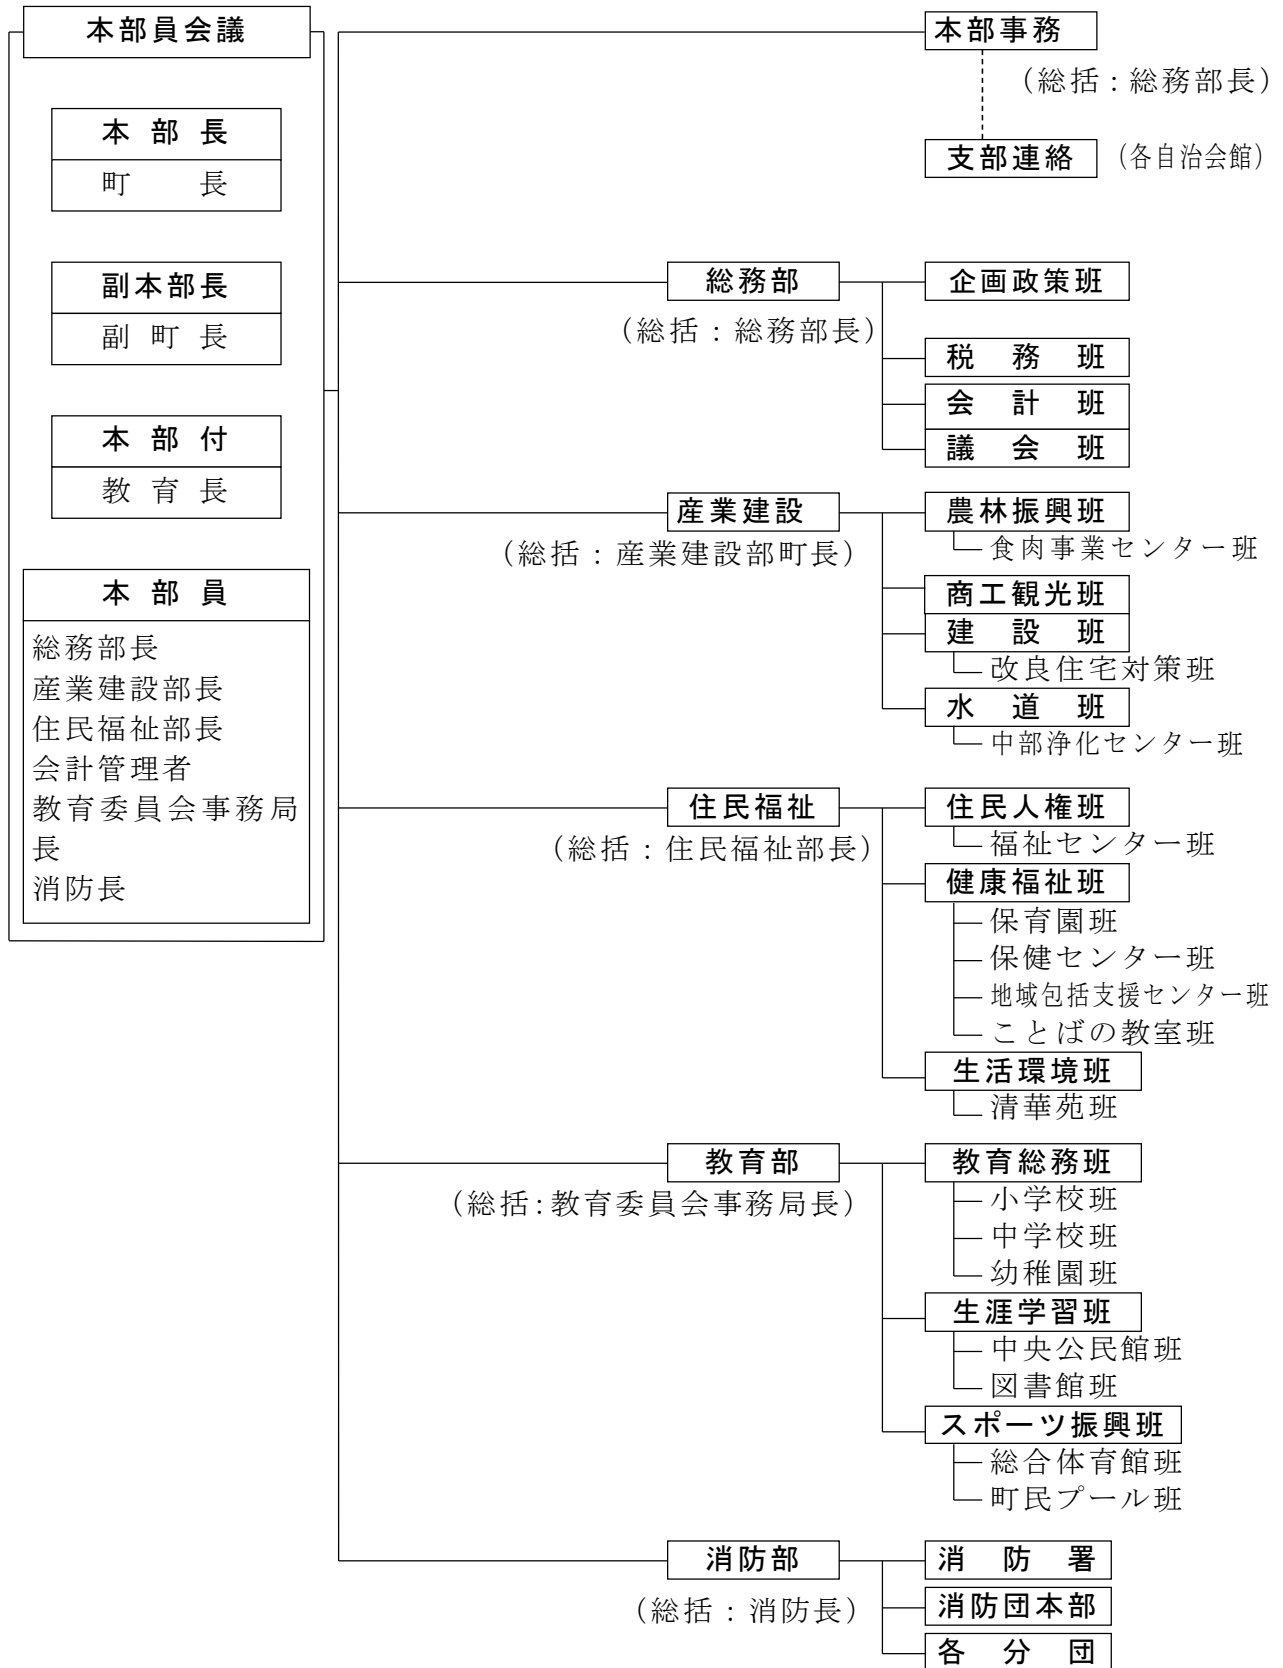 本部員会議
本部長
町長
副本部長
副町長
本部付
教育長
本部員
総務部長
産業建設部長
住民福祉部長
会計管理者
教育委員会事務局
長
消防長
本部事務
（総括：総務部長）
支部連絡
（各自治会館）
総務部
（総括：総務部長）
企画政策班
税務班
会計班
議会班
産業建設
（総括：産業建設部町長）
農林振興班
食肉事業センター班
商工観光班
建設班
改良住宅対策班
水道班
中部浄化センター班
住民福祉
（総括：住民福祉部長）
住民人権班
福祉センター班
健康福祉班
保育園班
保健センター班
地域包括支援センター班
ことばの教室班
生活環境班
清華苑班
教育部
（総括:教育委員会事務局長）
教育総務班
小学校班
中学校班
幼稚園班
生涯学習班
中央公民館班
図書館班
スポーツ振興班
総合体育館班
町民プール班
消防部
（総括：消防長）
消防署
消防団本部
各分団